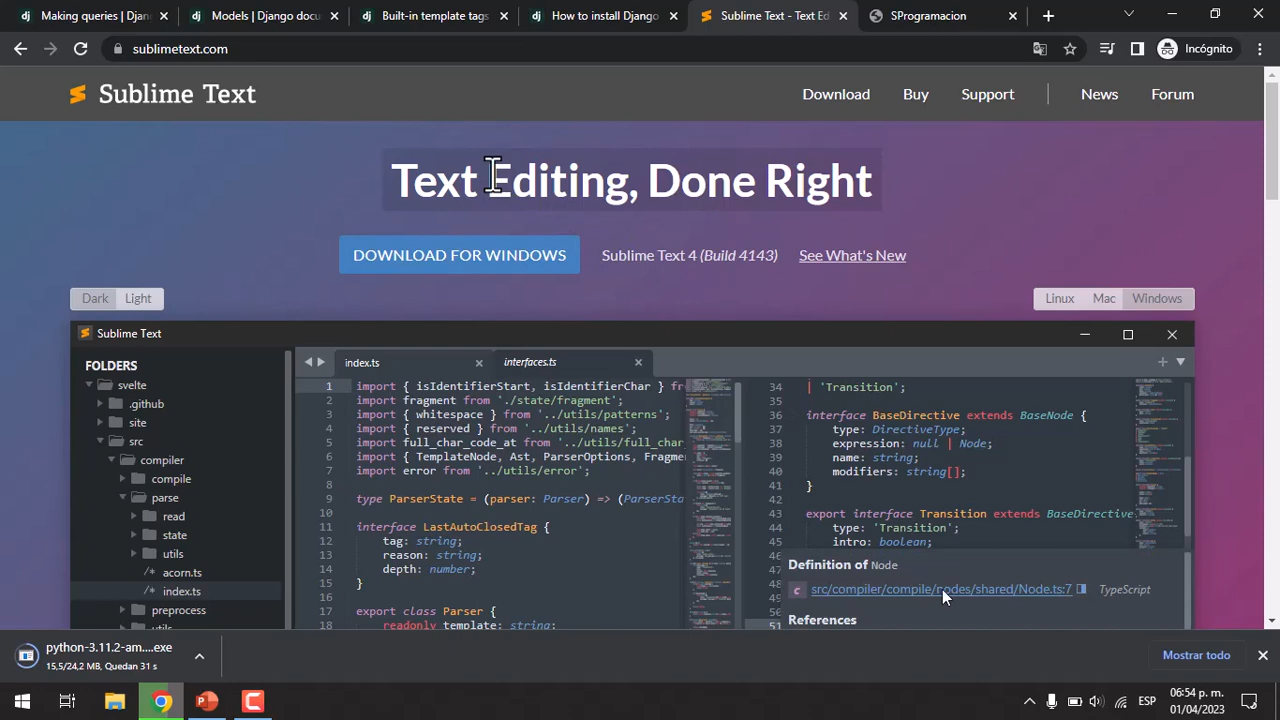 Making queries | Djan
Models | Django docu
Built-in template tags
How to install Django
Sublime Text - Text Ed
SProgramacion
sublimetext.com
Incógnito
Sublime Text
Download
Buy
Support
News
Forum
Text Editing, Done Right
DOWNLOAD FOR WINDOWS
Sublime Text 4 (Build 4143)
See What's New
Dark Light
Linux Mac Windows
Sublime Text
FOLDERS
svelte
.github
site
src
compiler
compile
parse
read
state
utils
/* acorn.ts
/* index.ts
preprocess
utils
index.ts
interfaces.ts
1 import { isIdentifierStart, isIdentifierChar } fr
2 import fragment from './state/fragment';
3 import { whitespace } from '../utils/patterns';
4 import { reserved } from '../utils/names';
5 import full_char_code_at from '../utils/full_char
6 import { TemplateNode, Ast, ParserOptions, Fragme
7 import error from '../utils/error';
8
9 type ParserState = (parser: Parser) => (ParserSta
10
11 interface LastAutoClosedTag {
12 tag: string;
13 reason: string;
14 depth: number;
15 }
16
17 export class Parser {
18 readonly template: string;
34 | 'Transition';
35
36 interface BaseDirective extends BaseNode {
37 type: DirectiveType;
38 expression: null | Node;
39 name: string;
40 modifiers: string[];
41 }
42
43 export interface Transition extends BaseDirective
44 type: 'Transition';
45 intro: boolean;
46
47
48
49
50
51
Definition of Node
c src/compiler/compile/nodes/shared/Node.ts:7 TypeScript
References
python-3.11.2-am....exe
15,5/24,2 MB, Quedan 31 s
Mostrar todo
ESP
06:54 p. m.
01/04/2023